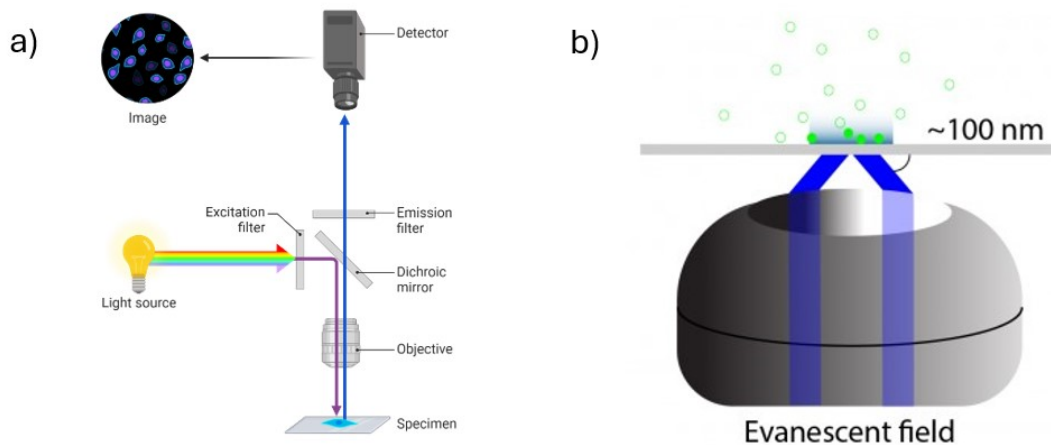 a)
Detector
Image
Excitation
filter
Emission
filter
Dichroic
mirror
Light source
Objective
Specimen
b)
~100 nm
Evanescent field